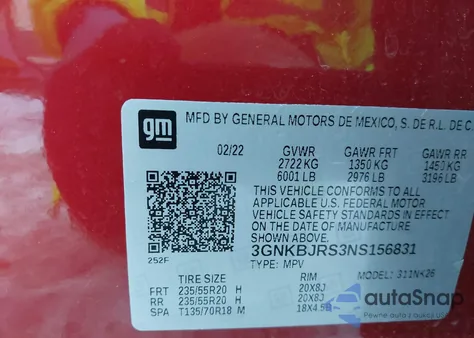 gm
MFD BY GENERAL MOTORS DE MEXICO, S. DE R.L. DE C
02/22 GVWR GAWR FRT GAWR RR
2722 KG 1350 KG 1450 KG
6001 LB 2976 LB 3196 LB
THIS VEHICLE CONFORMS TO ALL
APPLICABLE U.S. FEDERAL MOTOR
VEHICLE SAFETY STANDARDS IN EFFECT
ON THE DATE OF MANUFACTURE
SHOWN ABOVE
3GNKBJRS3NS156831
252F
TYPE: MPV MODEL: 311NK26
TIRE SIZE RIM
FRT 235/55R20 H 20X8J
RR 235/55R20 H 20X8J
SPA T135/70R18 M 18X4.5B
autoSnap